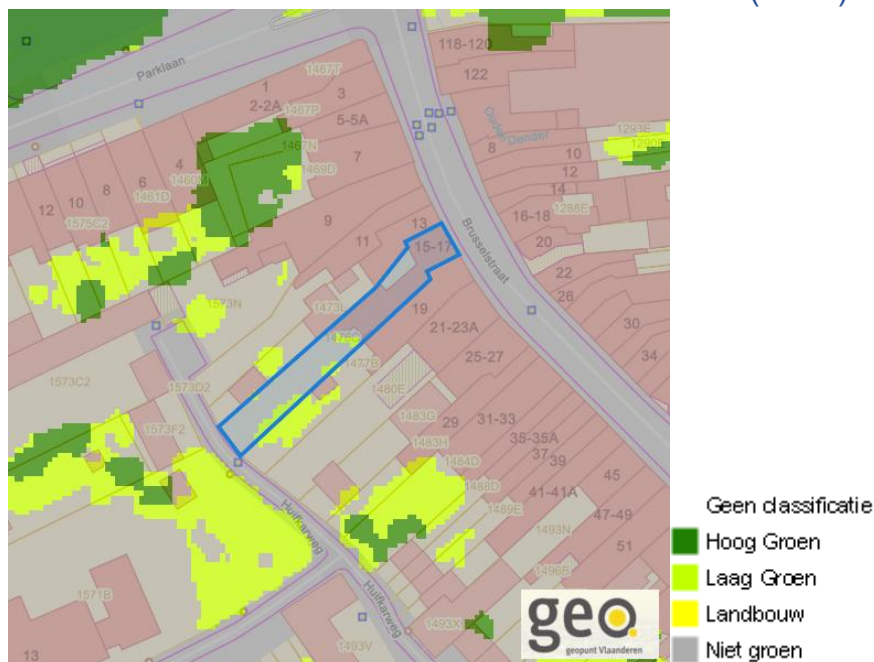 Parklaan
1467T
118-120
122
1
2-2A
1467P
3
5-5A
4
1467N
7
1469D
6
8
10
12
1461D
1575C2
8
Ouden Dender
10
12
14
16-18
1288E
20
22
26
30
34
1293E
9
11
13
15-17
Brusselstraat
1573N
1473L
1476C
19
21-23A
25-27
1477B
1480E
1573C2
1573D2
1573F2
1483G
1483H
29
31-33
35-35A
37
39
1484D
1488D
1489E
41-41A
45
47-49
51
1493N
1496B
Huifkarweg
Huifkarweg
1571B
13
1493V
1493X
geo.
geopunt Vlaanderen
Geen classificatie
Hoog Groen
Laag Groen
Landbouw
Niet groen